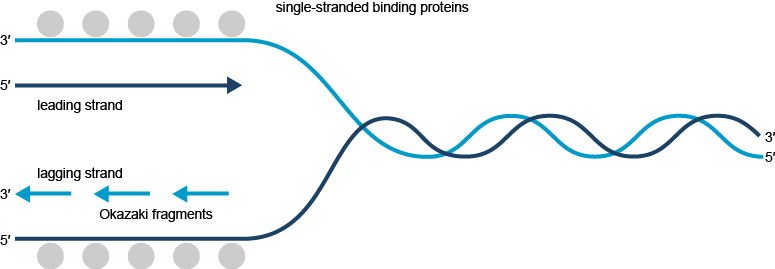 single-stranded binding proteins
3′
5′
leading strand
3′
5′
lagging strand
3′
Okazaki fragments
5′